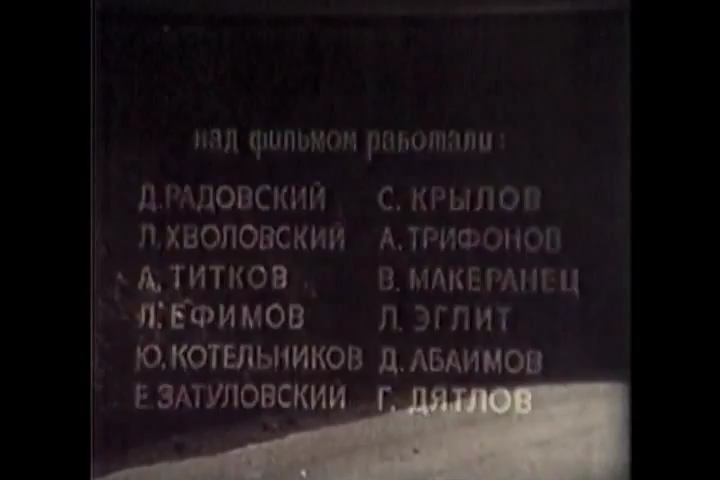 над фильмом работали:
Д. РАДОВСКИЙ С. КРЫЛОВ
Л. ХВОЛОВСКИЙ А. ТРИФОНОВ
А. ТИТКОВ В. МАКЕРАНЕЦ
Л. ЕФИМОВ Л. ЭГЛИТ
Ю. КОТЕЛЬНИКОВ Д. АБАИМОВ
Е. ЗАТУЛОВСКИЙ Г. ДЯТЛОВ